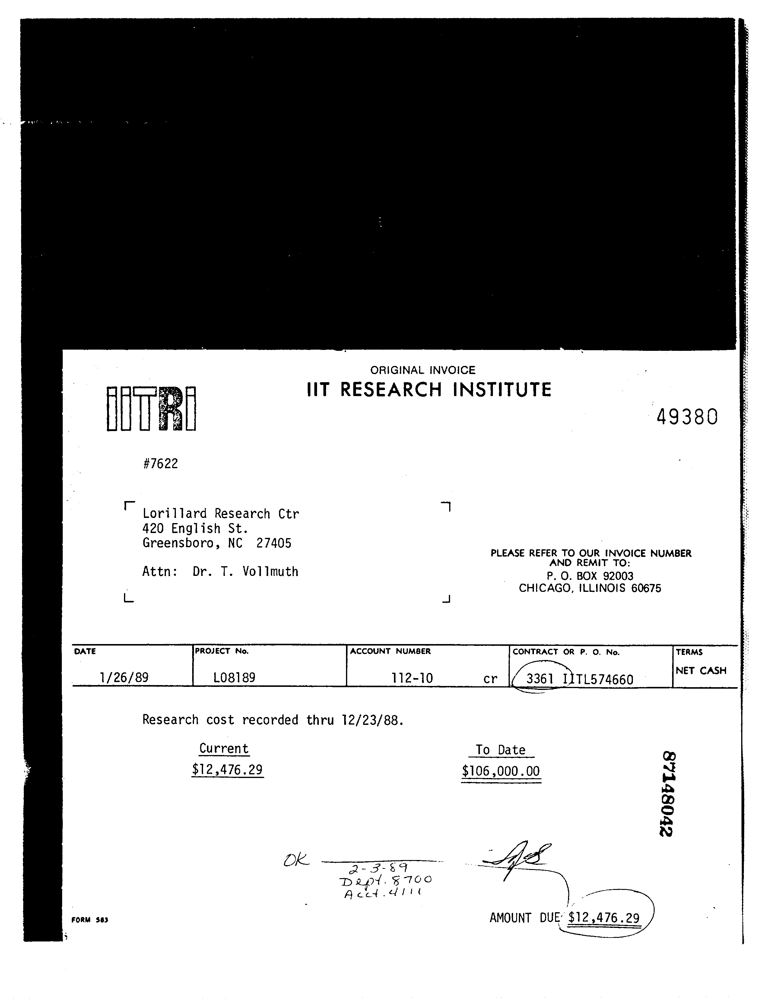 ORIGINAL INVOICE
IIT RESEARCH INSTITUTE
IITRI
49380
#7622
Lorillard Research Ctr
420 English St.
Greensboro, NC 27405
Attn: Dr. T. Vollmuth
PLEASE REFER TO OUR INVOICE NUMBER
AND REMIT TO:
P. O. BOX 92003
CHICAGO, ILLINOIS 60675
DATE PROJECT No. ACCOUNT NUMBER CONTRACT OR P. O. No. TERMS
1/26/89 L08189 112-10 cr 3361 IITL574660 NET CASH
Research cost recorded thru 12/23/88.
Current To Date
$12,476.29 $106,000.00
87148042
OK
2-3-89
Dept. 8700
Acct. 4111
AMOUNT DUE $12,476.29
FORM 583